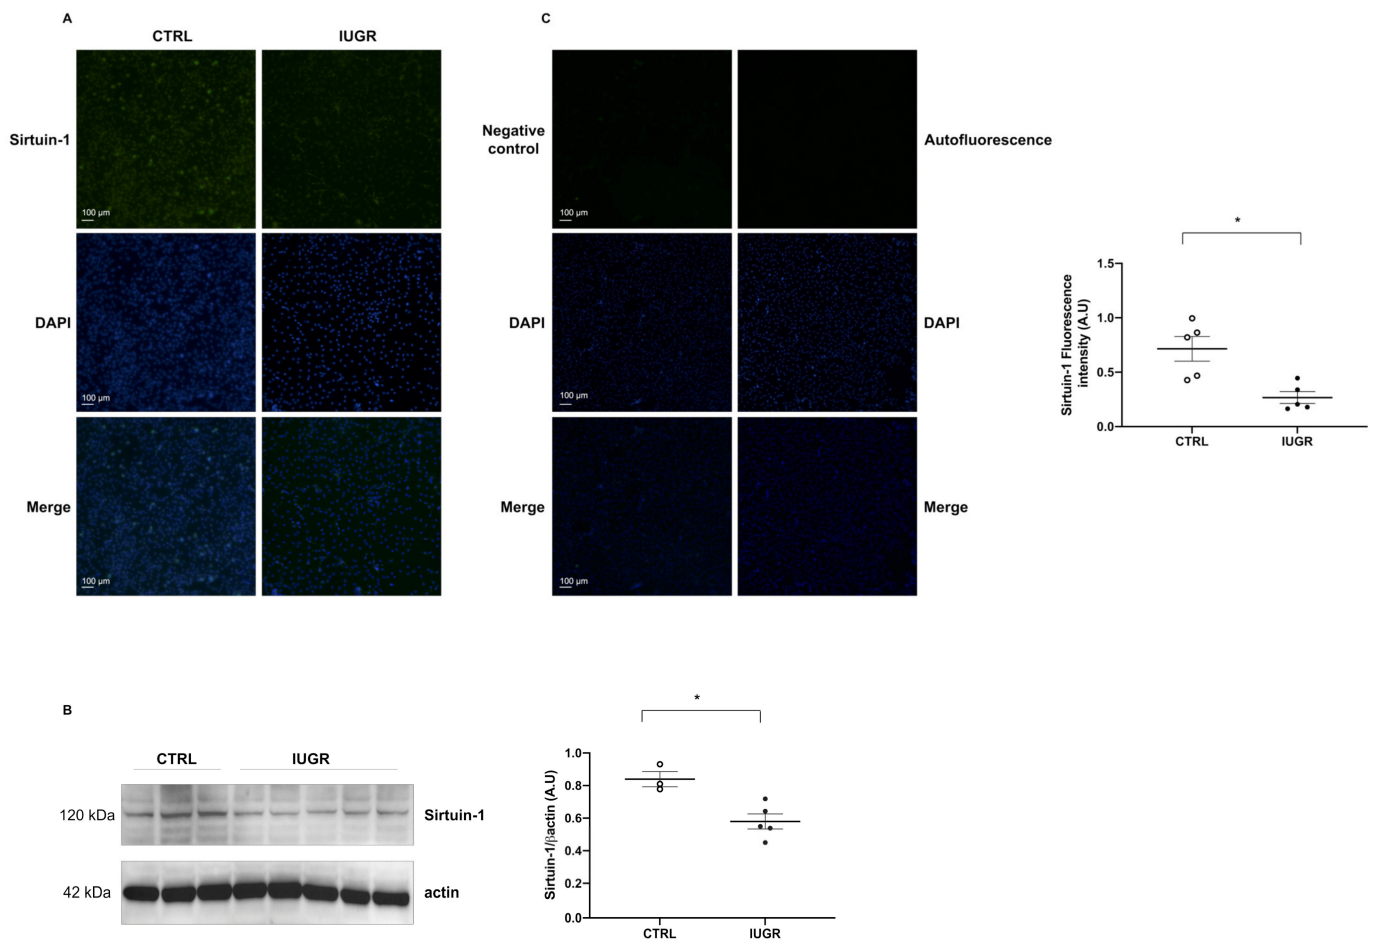 A
CTRL
IUGR
Sirtuin-1
100 µm
DAPI
100 µm
Merge
100 µm
C
Negative
control
Autofluorescence
100 µm
DAPI
DAPI
100 µm
Merge
Merge
100 µm
*
Sirtuin-1 Fluorescence
intensity (A.U)
1.5
1.0
0.5
0.0
CTRL
IUGR
B
CTRL
IUGR
120 kDa
Sirtuin-1
42 kDa
actin
*
Sirtuin-1/βactin (A.U)
1.0
0.8
0.6
0.4
0.2
0.0
CTRL
IUGR